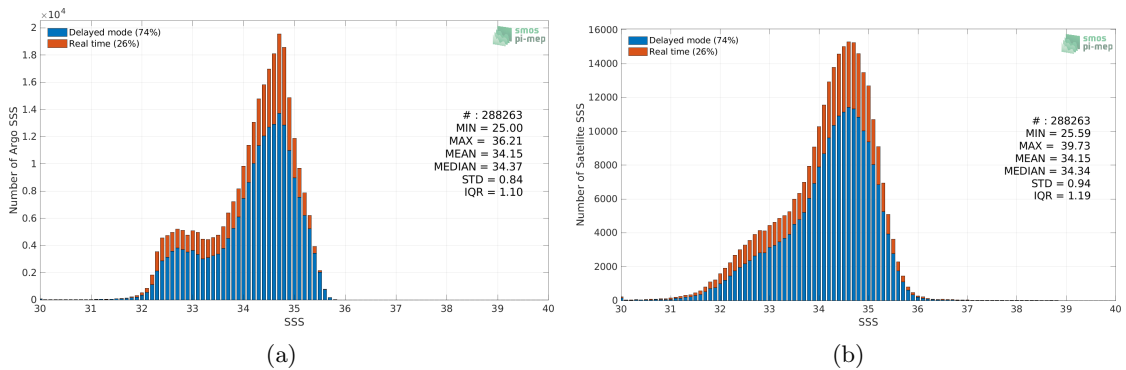 ×10⁴
2
1.8
1.6
1.4
1.2
1
0.8
0.6
0.4
0.2
0
Number of Argo SSS
Delayed mode (74%)
Real time (26%)
smos
pi-mep
# : 288263
MIN = 25.00
MAX = 36.21
MEAN = 34.15
MEDIAN = 34.37
STD = 0.84
IQR = 1.10
30 31 32 33 34 35 36 37 38 39 40
SSS
(a)
16000
14000
12000
10000
8000
6000
4000
2000
0
Number of Satellite SSS
Delayed mode (74%)
Real time (26%)
smos
pi-mep
# : 288263
MIN = 25.59
MAX = 39.73
MEAN = 34.15
MEDIAN = 34.34
STD = 0.94
IQR = 1.19
30 31 32 33 34 35 36 37 38 39 40
SSS
(b)